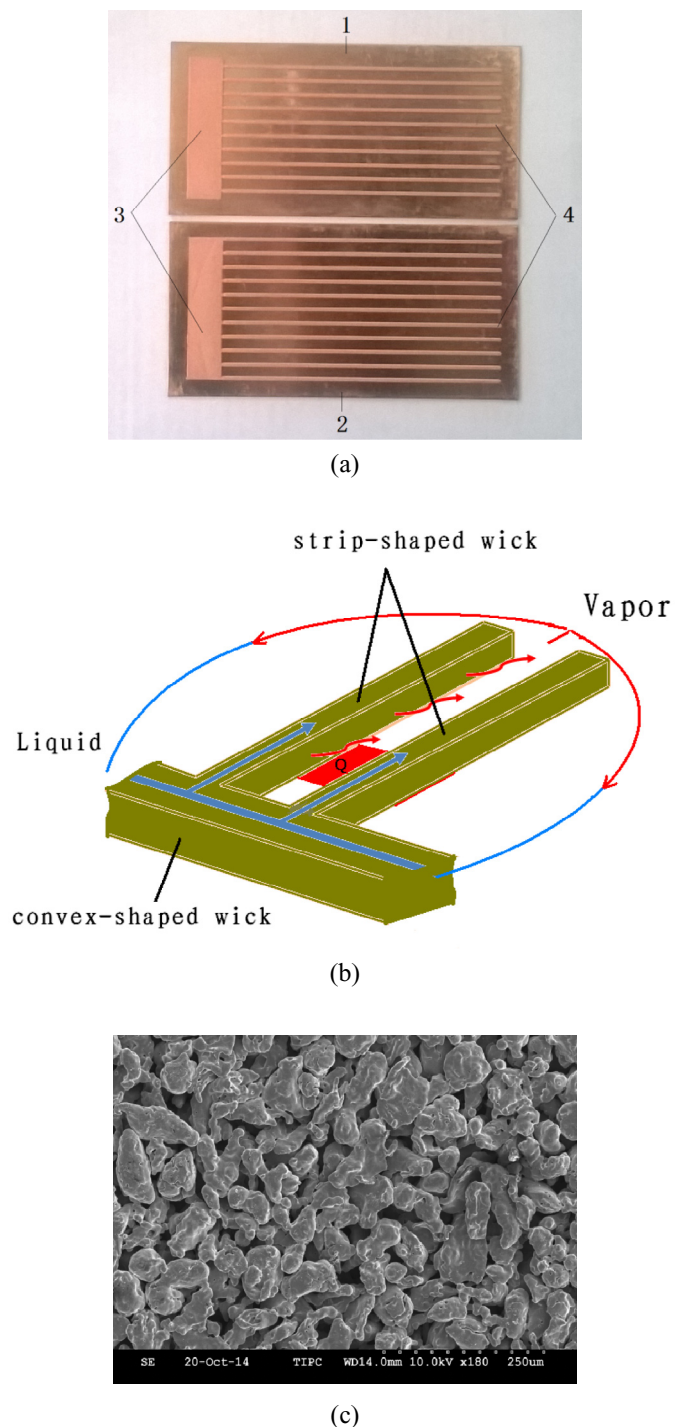 1
3
4
2
(a)
strip-shaped wick
Vapor
Liquid
Q
convex-shaped wick
(b)
SE 20-Oct-14 TIPC WD14.0mm 10.0kV x180 250um
(c)